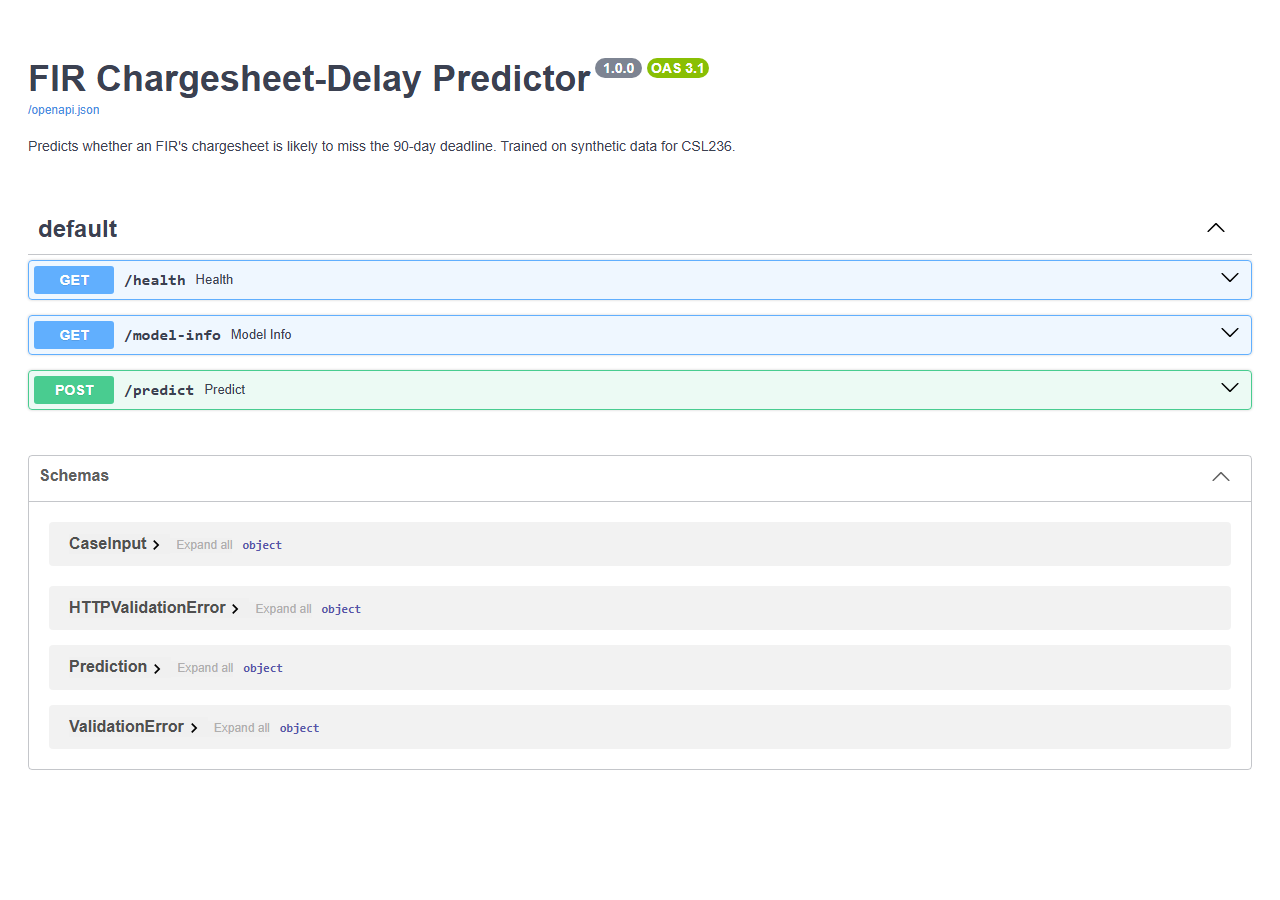 FIR Chargesheet-Delay Predictor 1.0.0 OAS 3.1
/openapi.json
Predicts whether an FIR's chargesheet is likely to miss the 90-day deadline. Trained on synthetic data for CSL236.
default
GET /health Health
GET /model-info Model Info
POST /predict Predict
Schemas
CaseInput Expand all object
HTTPValidationError Expand all object
Prediction Expand all object
ValidationError Expand all object